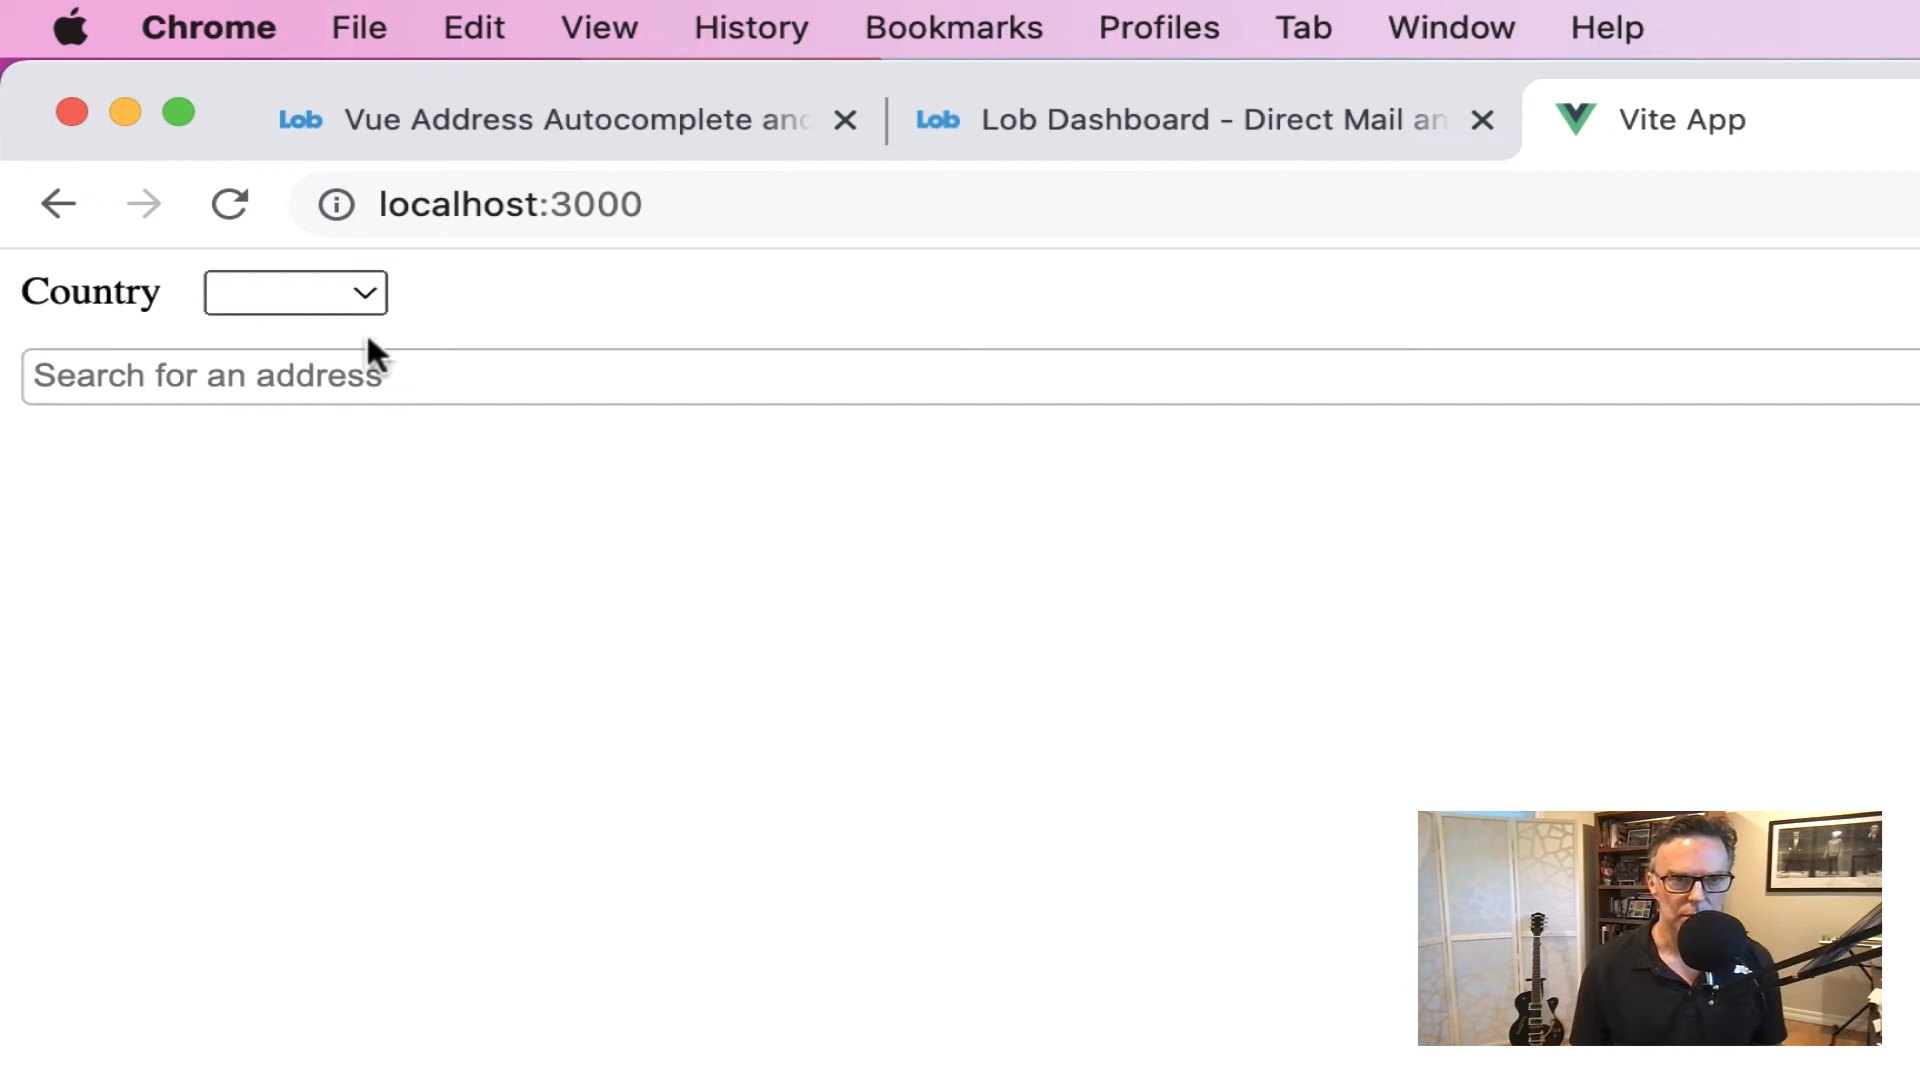 Chrome File Edit View History Bookmarks Profiles Tab Window Help
Lob Vue Address Autocomplete and Lob Lob Dashboard - Direct Mail an Vite App
localhost:3000
Country
Search for an address